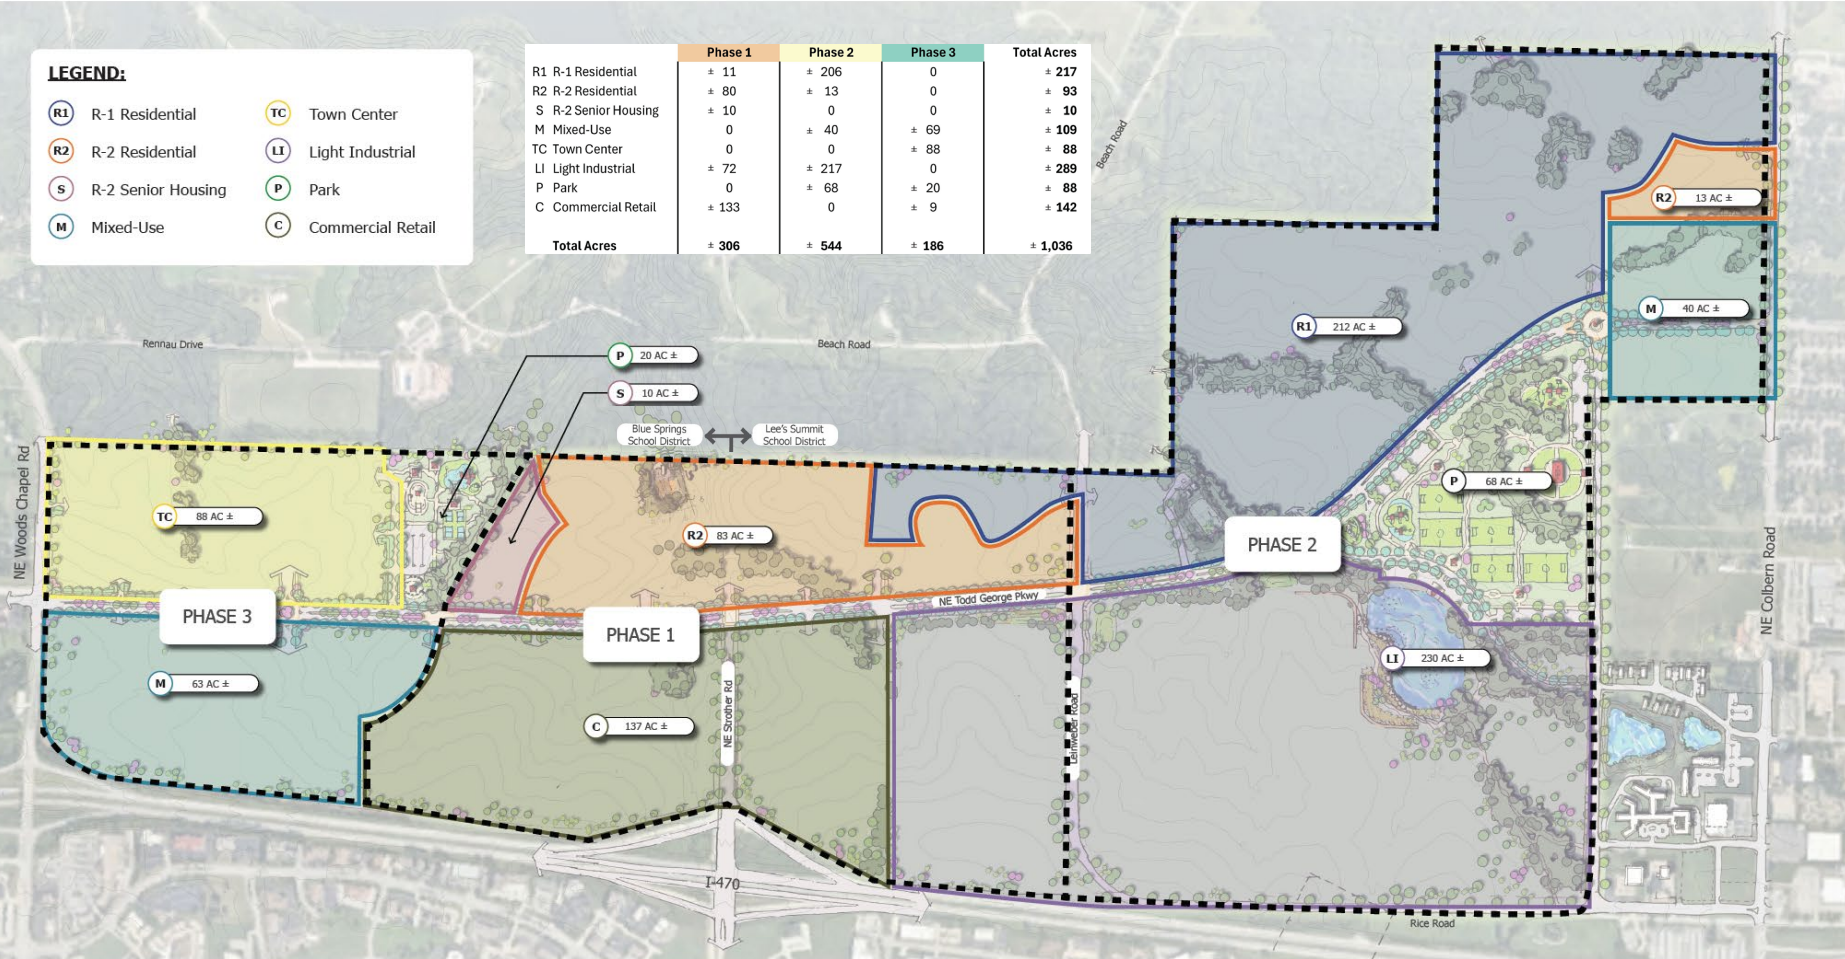 LEGEND:
R1 R-1 Residential
R2 R-2 Residential
S R-2 Senior Housing
M Mixed-Use
TC Town Center
LI Light Industrial
P Park
C Commercial Retail
Phase 1 Phase 2 Phase 3 Total Acres
R1 R-1 Residential ± 11 ± 206 0 ± 217
R2 R-2 Residential ± 80 ± 13 0 ± 93
S R-2 Senior Housing ± 10 0 0 ± 10
M Mixed-Use 0 ± 40 ± 69 ± 109
TC Town Center 0 0 ± 88 ± 88
LI Light Industrial ± 72 ± 217 0 ± 289
P Park 0 ± 68 ± 20 ± 88
C Commercial Retail ± 133 0 ± 9 ± 142
Total Acres ± 306 ± 544 ± 186 ± 1,036
Beach Road
R2 13 AC ±
M 40 AC ±
R1 212 AC ±
Rennau Drive
Beach Road
P 20 AC ±
S 10 AC ±
Blue Springs
School District
Lee's Summit
School District
NE Woods Chapel Rd
TC 88 AC ±
R2 83 AC ±
P 68 AC ±
PHASE 2
NE Colbern Road
NE Todd George Pkwy
PHASE 3
PHASE 1
M 63 AC ±
C 137 AC ±
NE Strother Rd
Leinweber Road
LI 230 AC ±
I-470
Rice Road